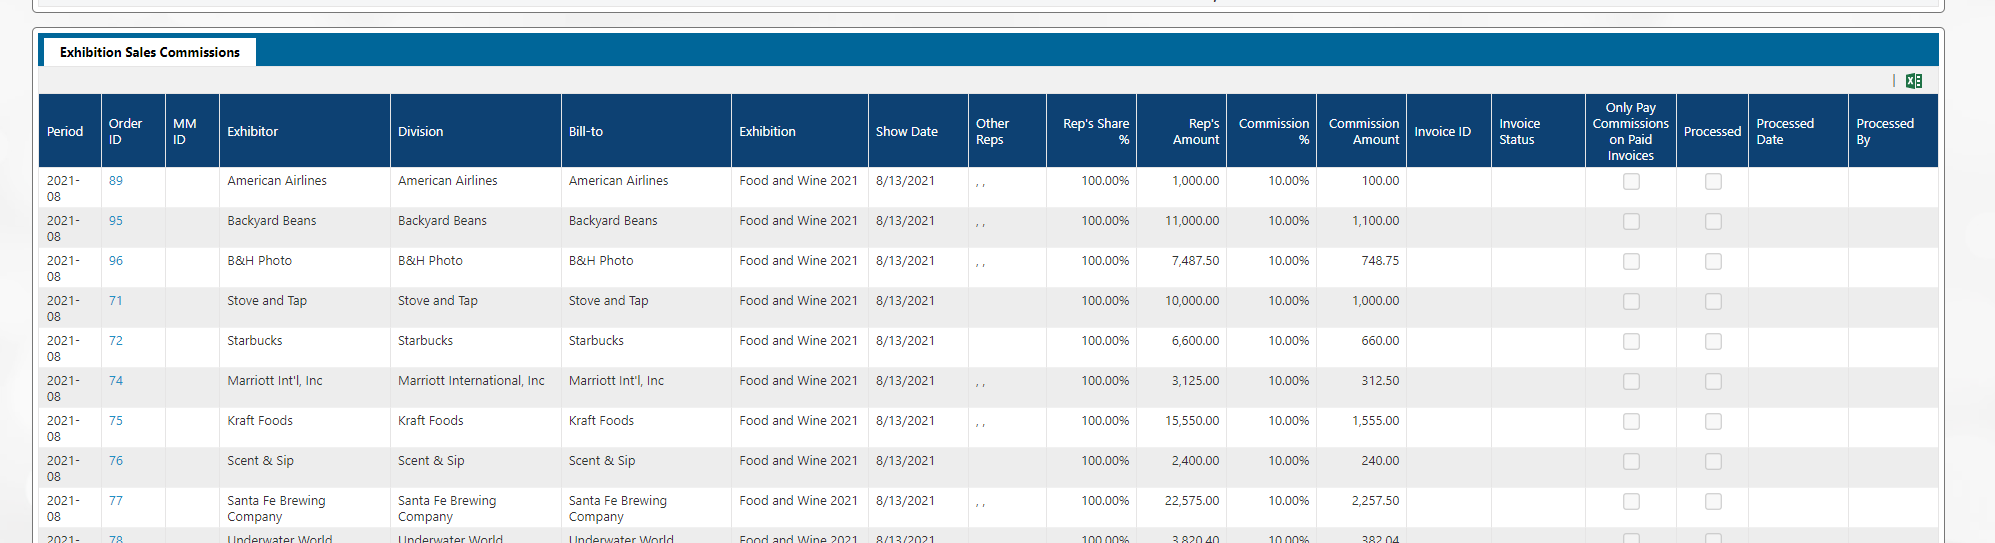 Exhibition Sales Commissions
Period Order ID MM ID Exhibitor Division Bill-to Exhibition Show Date Other Reps Rep's Share % Rep's Amount Commission % Commission Amount Invoice ID Invoice Status Only Pay Commissions on Paid Invoices Processed Processed Date Processed By
2021-08 89 American Airlines American Airlines American Airlines Food and Wine 2021 8/13/2021 , , 100.00% 1,000.00 10.00% 100.00
2021-08 95 Backyard Beans Backyard Beans Backyard Beans Food and Wine 2021 8/13/2021 , , 100.00% 11,000.00 10.00% 1,100.00
2021-08 96 B&H Photo B&H Photo B&H Photo Food and Wine 2021 8/13/2021 , , 100.00% 7,487.50 10.00% 748.75
2021-08 71 Stove and Tap Stove and Tap Stove and Tap Food and Wine 2021 8/13/2021 100.00% 10,000.00 10.00% 1,000.00
2021-08 72 Starbucks Starbucks Starbucks Food and Wine 2021 8/13/2021 100.00% 6,600.00 10.00% 660.00
2021-08 74 Marriott Int'l, Inc Marriott International, Inc Marriott Int'l, Inc Food and Wine 2021 8/13/2021 , , 100.00% 3,125.00 10.00% 312.50
2021-08 75 Kraft Foods Kraft Foods Kraft Foods Food and Wine 2021 8/13/2021 , , 100.00% 15,550.00 10.00% 1,555.00
2021-08 76 Scent & Sip Scent & Sip Scent & Sip Food and Wine 2021 8/13/2021 100.00% 2,400.00 10.00% 240.00
2021-08 77 Santa Fe Brewing Company Santa Fe Brewing Company Santa Fe Brewing Company Food and Wine 2021 8/13/2021 , , 100.00% 22,575.00 10.00% 2,257.50
2021- 78 Underwater World Underwater World Underwater World Food and Wine 2021 8/13/2021 100.00% 3,820.40 10.00% 382.04